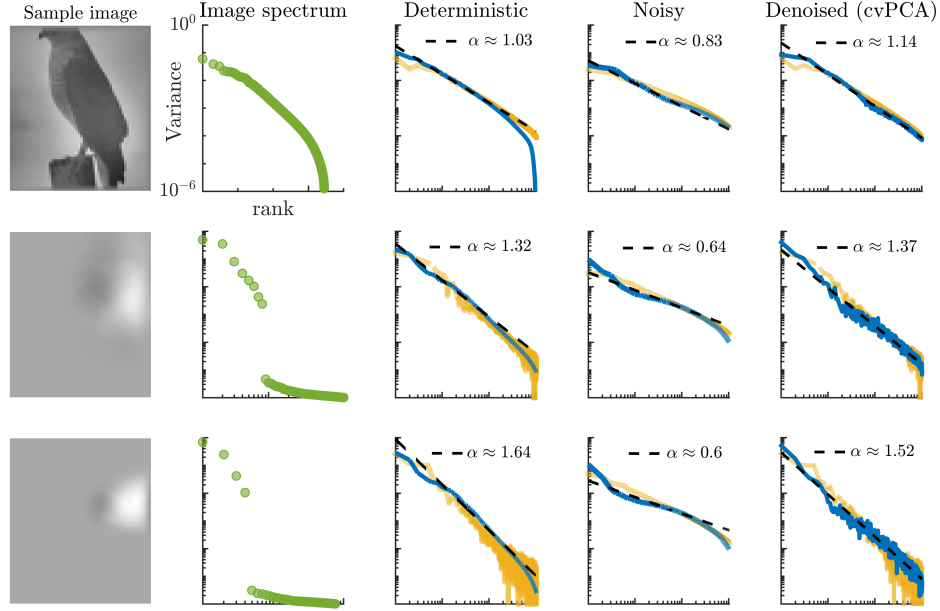 Sample image
Image spectrum
Deterministic
Noisy
Denoised (cvPCA)
10^0
Variance
10^-6
rank
α ≈ 1.03
α ≈ 0.83
α ≈ 1.14
α ≈ 1.32
α ≈ 0.64
α ≈ 1.37
α ≈ 1.64
α ≈ 0.6
α ≈ 1.52